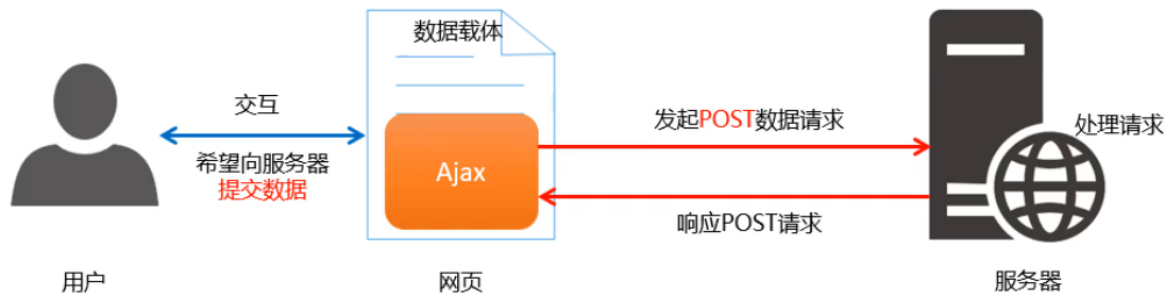 数据载体
交互
希望向服务器
提交数据
Ajax
发起POST数据请求
响应POST请求
处理请求
用户
网页
服务器